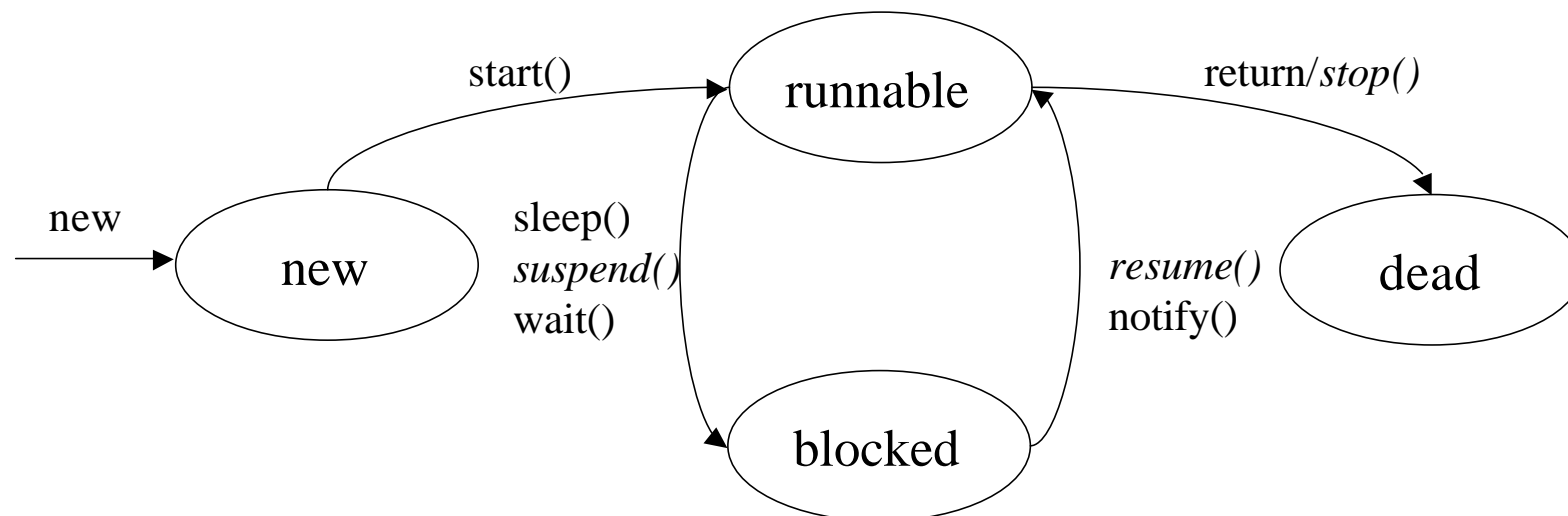 start()
runnable
return/stop()
new
new
sleep()
suspend()
wait()
resume()
notify()
dead
blocked